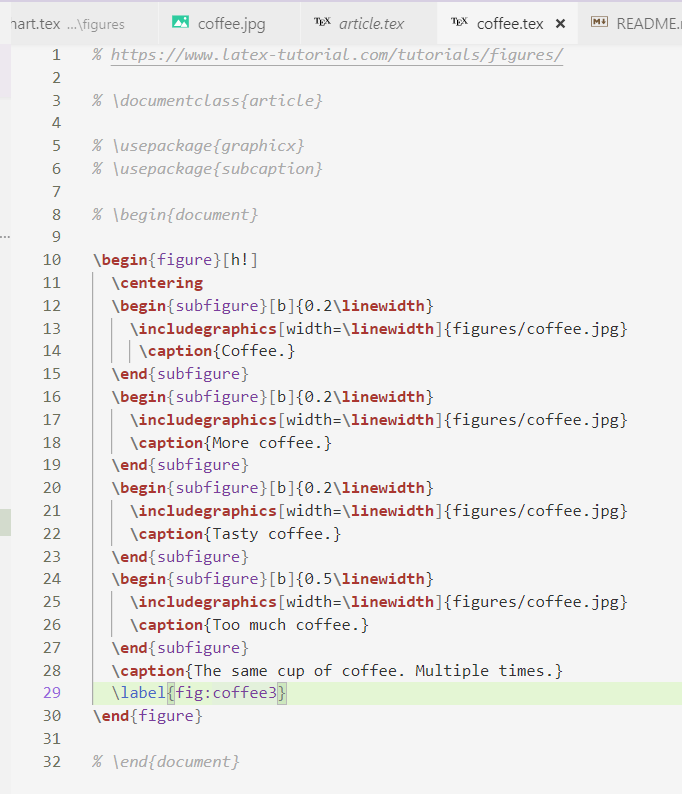 hart.tex ...\figures coffee.jpg TEX article.tex TEX coffee.tex × M README.
1 % https://www.latex-tutorial.com/tutorials/figures/
2
3 % \documentclass{article}
4
5 % \usepackage{graphicx}
6 % \usepackage{subcaption}
7
8 % \begin{document}
9
10 \begin{figure}[h!]
11 \centering
12 \begin{subfigure}[b]{0.2\linewidth}
13 \includegraphics[width=\linewidth]{figures/coffee.jpg}
14 \caption{Coffee.}
15 \end{subfigure}
16 \begin{subfigure}[b]{0.2\linewidth}
17 \includegraphics[width=\linewidth]{figures/coffee.jpg}
18 \caption{More coffee.}
19 \end{subfigure}
20 \begin{subfigure}[b]{0.2\linewidth}
21 \includegraphics[width=\linewidth]{figures/coffee.jpg}
22 \caption{Tasty coffee.}
23 \end{subfigure}
24 \begin{subfigure}[b]{0.5\linewidth}
25 \includegraphics[width=\linewidth]{figures/coffee.jpg}
26 \caption{Too much coffee.}
27 \end{subfigure}
28 \caption{The same cup of coffee. Multiple times.}
29 \label{fig:coffee3}
30 \end{figure}
31
32 % \end{document}